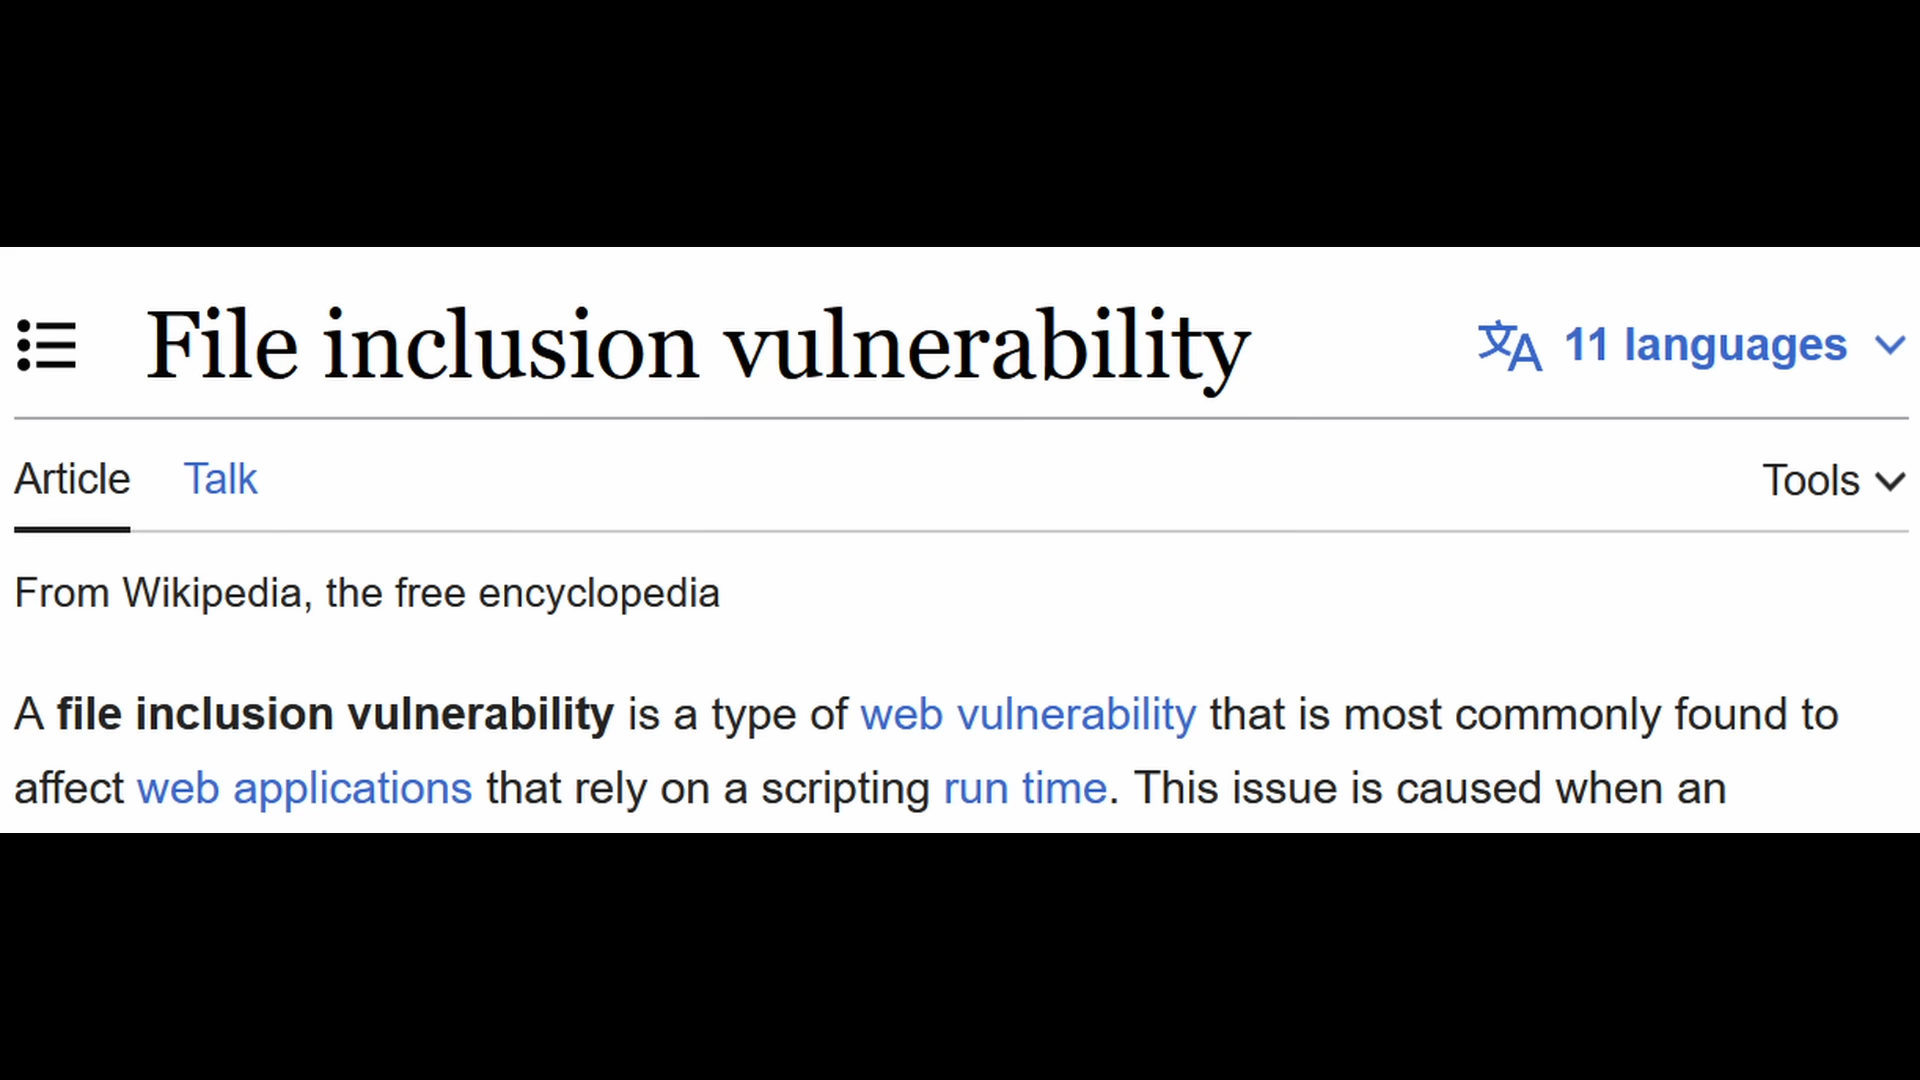 File inclusion vulnerability
文A 11 languages
Article Talk
Tools
From Wikipedia, the free encyclopedia
A file inclusion vulnerability is a type of web vulnerability that is most commonly found to
affect web applications that rely on a scripting run time. This issue is caused when an